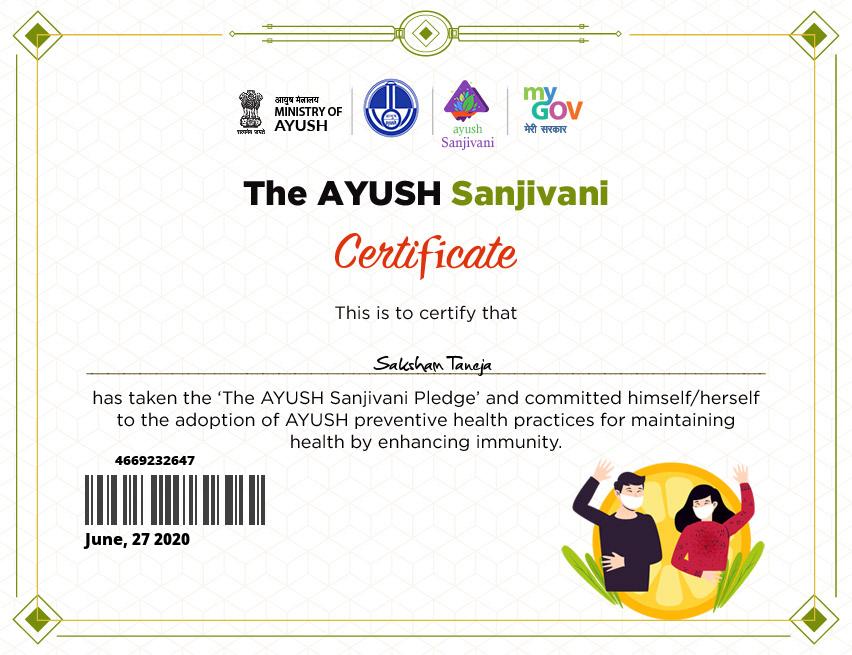 आयुष मंत्रालय
MINISTRY OF
AYUSH
सत्यमेव जयते
ayush
Sanjivani
my
GOV
मेरी सरकार
The AYUSH Sanjivani
Certificate
This is to certify that
Saksham Taneja
has taken the ‘The AYUSH Sanjivani Pledge’ and committed himself/herself
to the adoption of AYUSH preventive health practices for maintaining
health by enhancing immunity.
4669232647
June, 27 2020